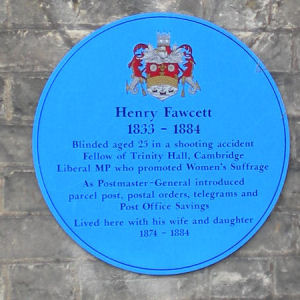 Henry Fawcett
1833 - 1884
Blinded aged 25 in a shooting accident
Fellow of Trinity Hall, Cambridge
Liberal MP who promoted Women's Suffrage
As Postmaster-General introduced
parcel post, postal orders, telegrams and
Post Office Savings
Lived here with his wife and daughter
1874 - 1884